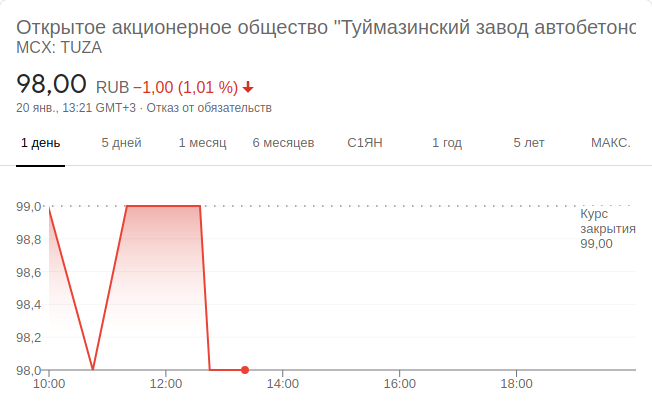 Открытое акционерное общество "Туймазинский завод автобетоно
MCX: TUZA
98,00 RUB −1,00 (1,01 %)
20 янв., 13:21 GMT+3 · Отказ от обязательств
1 день 5 дней 1 месяц 6 месяцев С1ЯН 1 год 5 лет МАКС.
99,0
Курс
закрытия
99,00
98,8
98,6
98,4
98,2
98,0
10:00 12:00 14:00 16:00 18:00